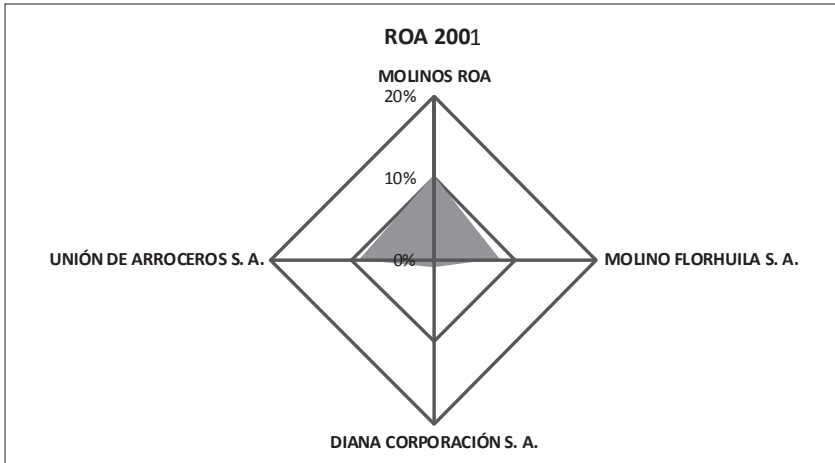 ROA 2001
MOLINOS ROA
20%
10%
UNIÓN DE ARROCEROS S. A.
0%
MOLINO FLORHUILA S. A.
DIANA CORPORACIÓN S. A.